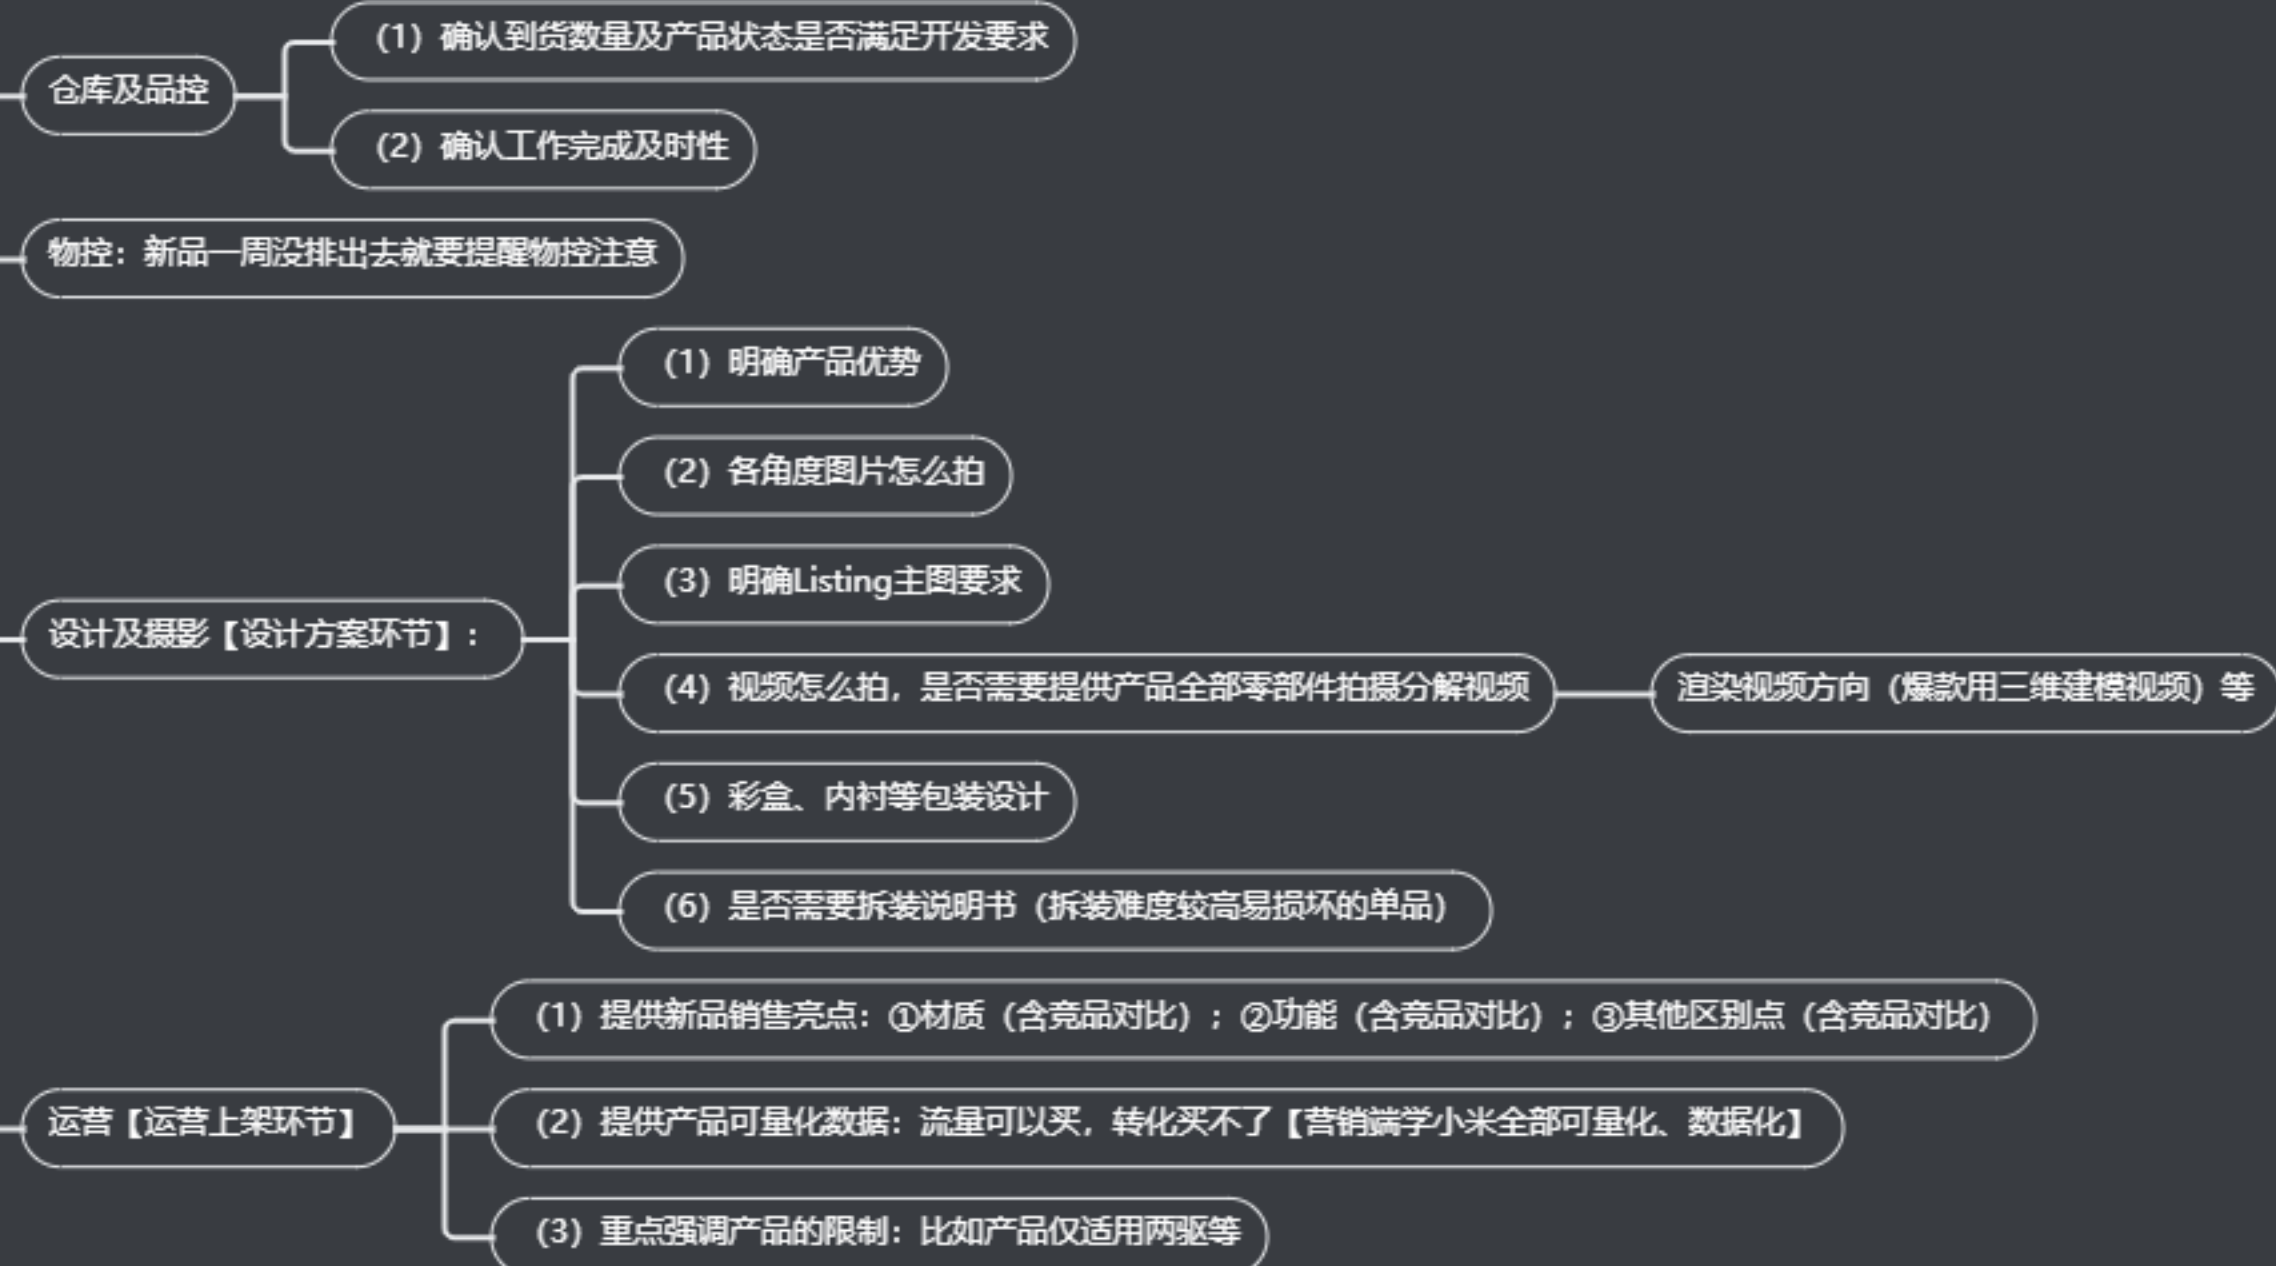 (1) 确认到货数量及产品状态是否满足开发要求
仓库及品控
(2) 确认工作完成及时性
物控：新品一周没排出去就要提醒物控注意
(1) 明确产品优势
(2) 各角度图片怎么拍
(3) 明确Listing主图要求
设计及摄影【设计方案环节】：
(4) 视频怎么拍，是否需要提供产品全部零部件拍摄分解视频
渲染视频方向（爆款用三维建模视频）等
(5) 彩盒、内衬等包装设计
(6) 是否需要拆装说明书（拆装难度较高易损坏的单品）
(1) 提供新品销售亮点：①材质（含竞品对比）；②功能（含竞品对比）；③其他区别点（含竞品对比）
运营【运营上架环节】
(2) 提供产品可量化数据：流量可以买，转化买不了【营销端学小米全部可量化、数据化】
(3) 重点强调产品的限制：比如产品仅适用两驱等